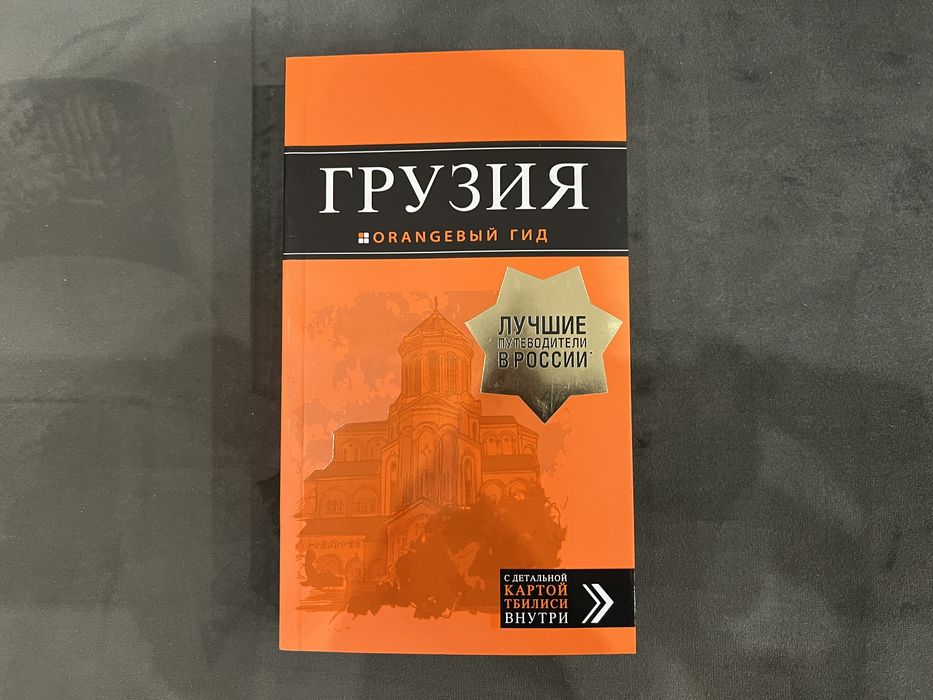 ГРУЗИЯ
ORANGEВЫЙ ГИД
ЛУЧШИЕ
ПУТЕВОДИТЕЛИ
В РОССИИ*
С ДЕТАЛЬНОЙ
КАРТОЙ
ТБИЛИСИ
ВНУТРИ